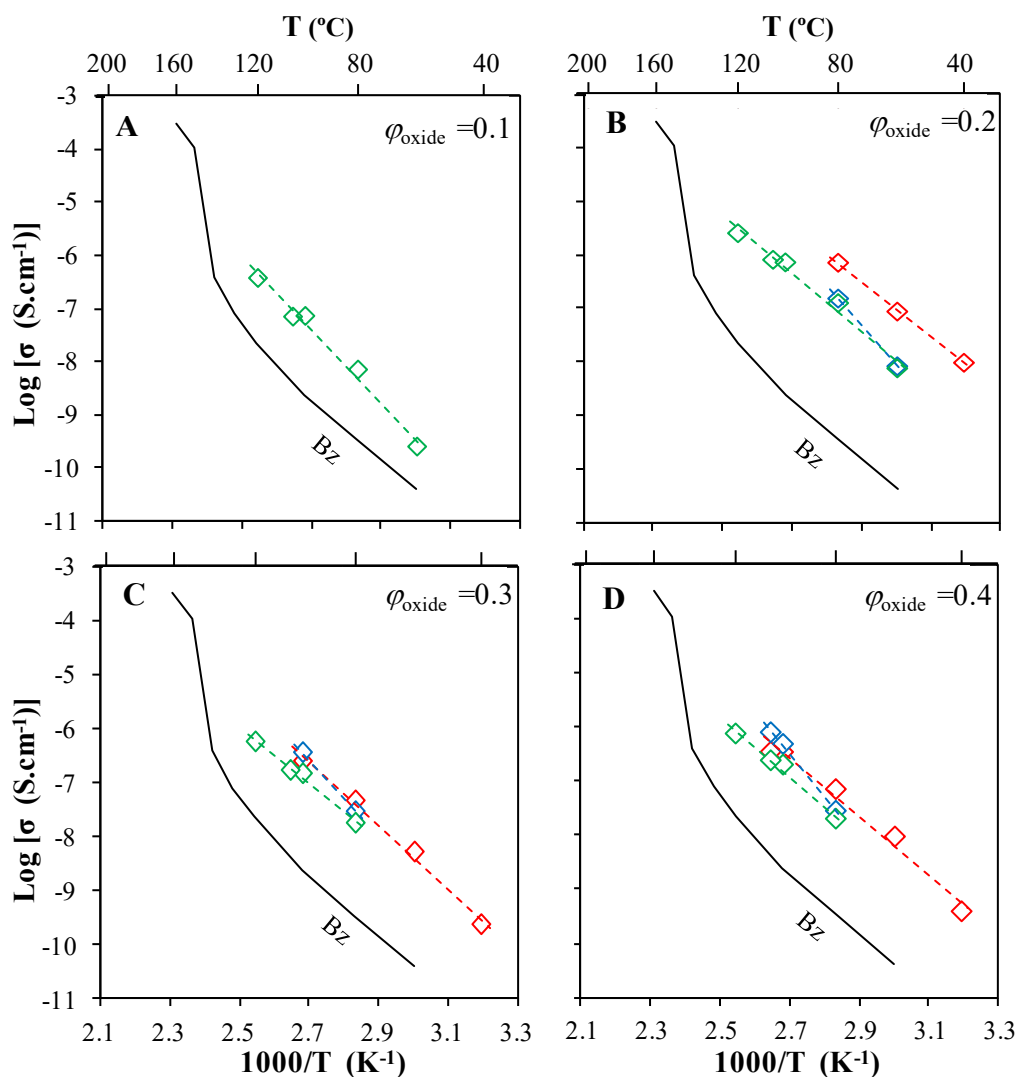 T (ºC)
200 150 120 80 40 200 150 120 80 40
-3
-4
-5
-6
-7
-8
-9
-10
-11
Log [σ (S.cm⁻¹)]
A
φoxide =0.1
Bz
B
φoxide =0.2
Bz
-3
-4
-5
-6
-7
-8
-9
-10
-11
Log [σ (S.cm⁻¹)]
C
φoxide =0.3
Bz
D
φoxide =0.4
Bz
2.1 2.3 2.5 2.7 2.9 3.1 3.3 2.1 2.3 2.5 2.7 2.9 3.1 3.3
1000/T (K⁻¹) 1000/T (K⁻¹)